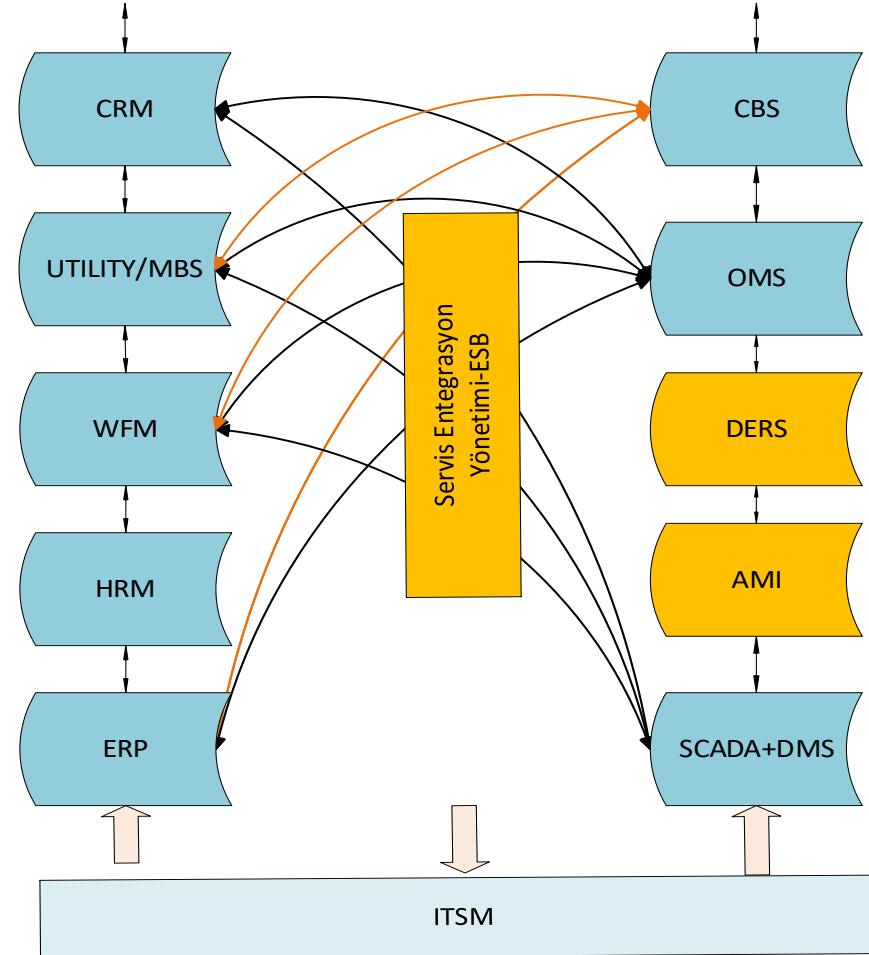 CRM
UTILITY/MBS
WFM
HRM
ERP
Servis Entegrasyon
Yönetimi-ESB
CBS
OMS
DERS
AMI
SCADA+DMS
ITSM